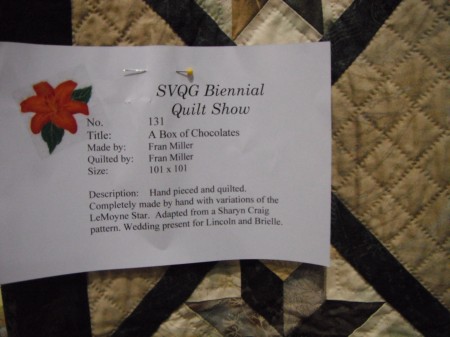 SVQG Biennial
Quilt Show
No. 131
Title: A Box of Chocolates
Made by: Fran Miller
Quilted by: Fran Miller
Size: 101 x 101
Description: Hand pieced and quilted.
Completely made by hand with variations of the
LeMoyne Star. Adapted from a Sharyn Craig
pattern. Wedding present for Lincoln and Brielle.